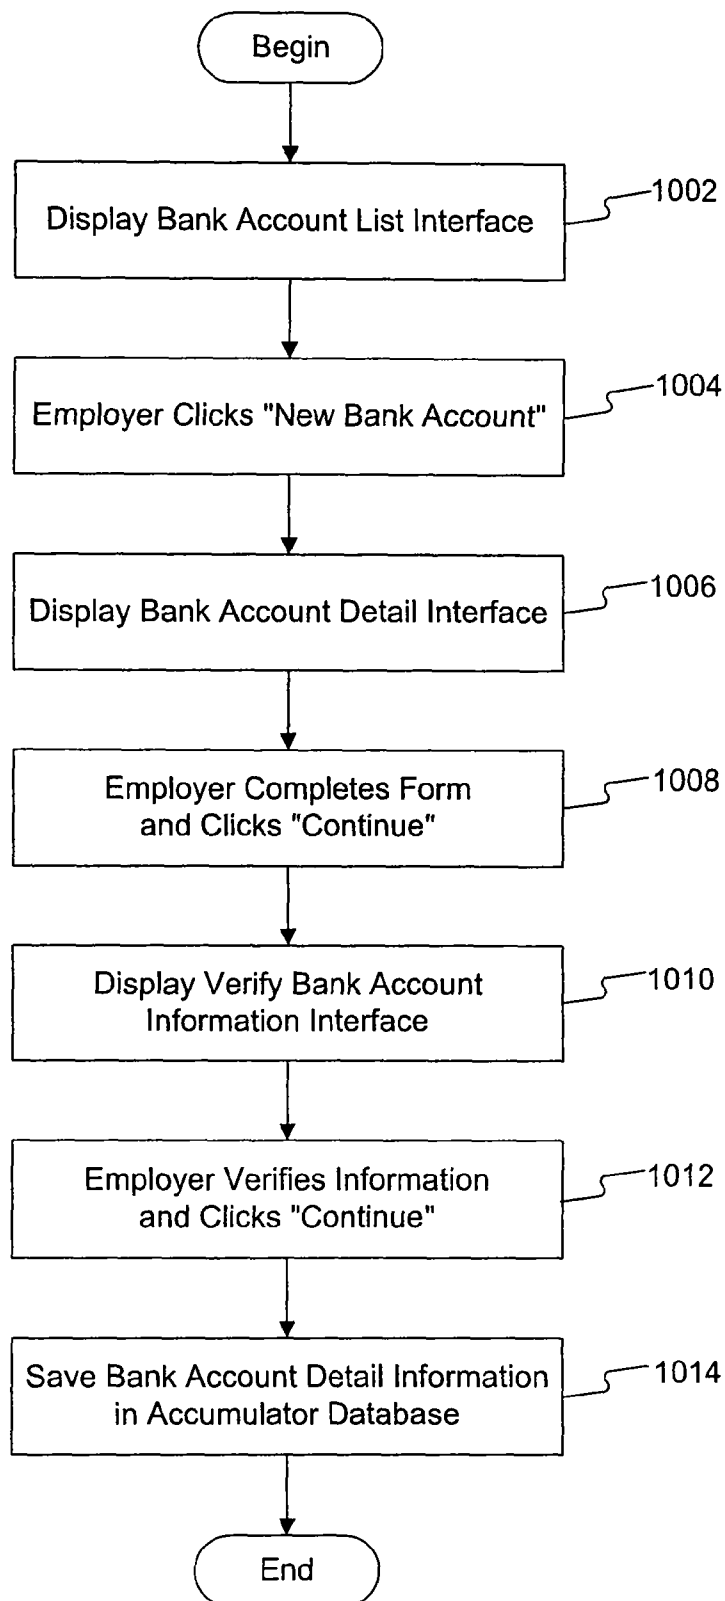 Begin
Display Bank Account List Interface
1002
Employer Clicks "New Bank Account"
1004
Display Bank Account Detail Interface
1006
Employer Completes Form
and Clicks "Continue"
1008
Display Verify Bank Account
Information Interface
1010
Employer Verifies Information
and Clicks "Continue"
1012
Save Bank Account Detail Information
in Accumulator Database
1014
End